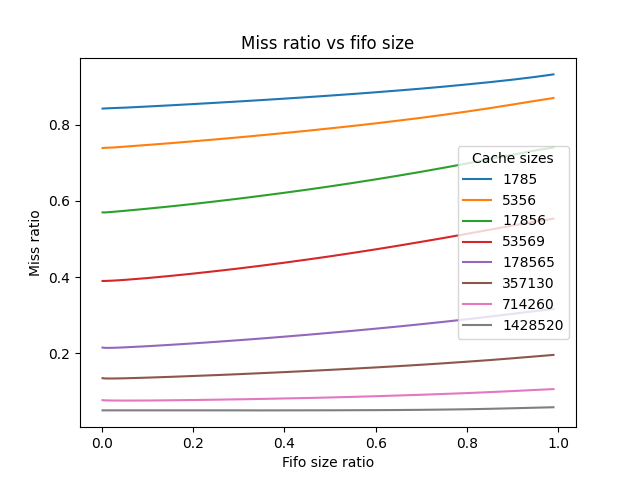 Miss ratio vs fifo size
Miss ratio
0.8
0.6
0.4
0.2
Cache sizes
1785
5356
17856
53569
178565
357130
714260
1428520
0.0 0.2 0.4 0.6 0.8 1.0
Fifo size ratio